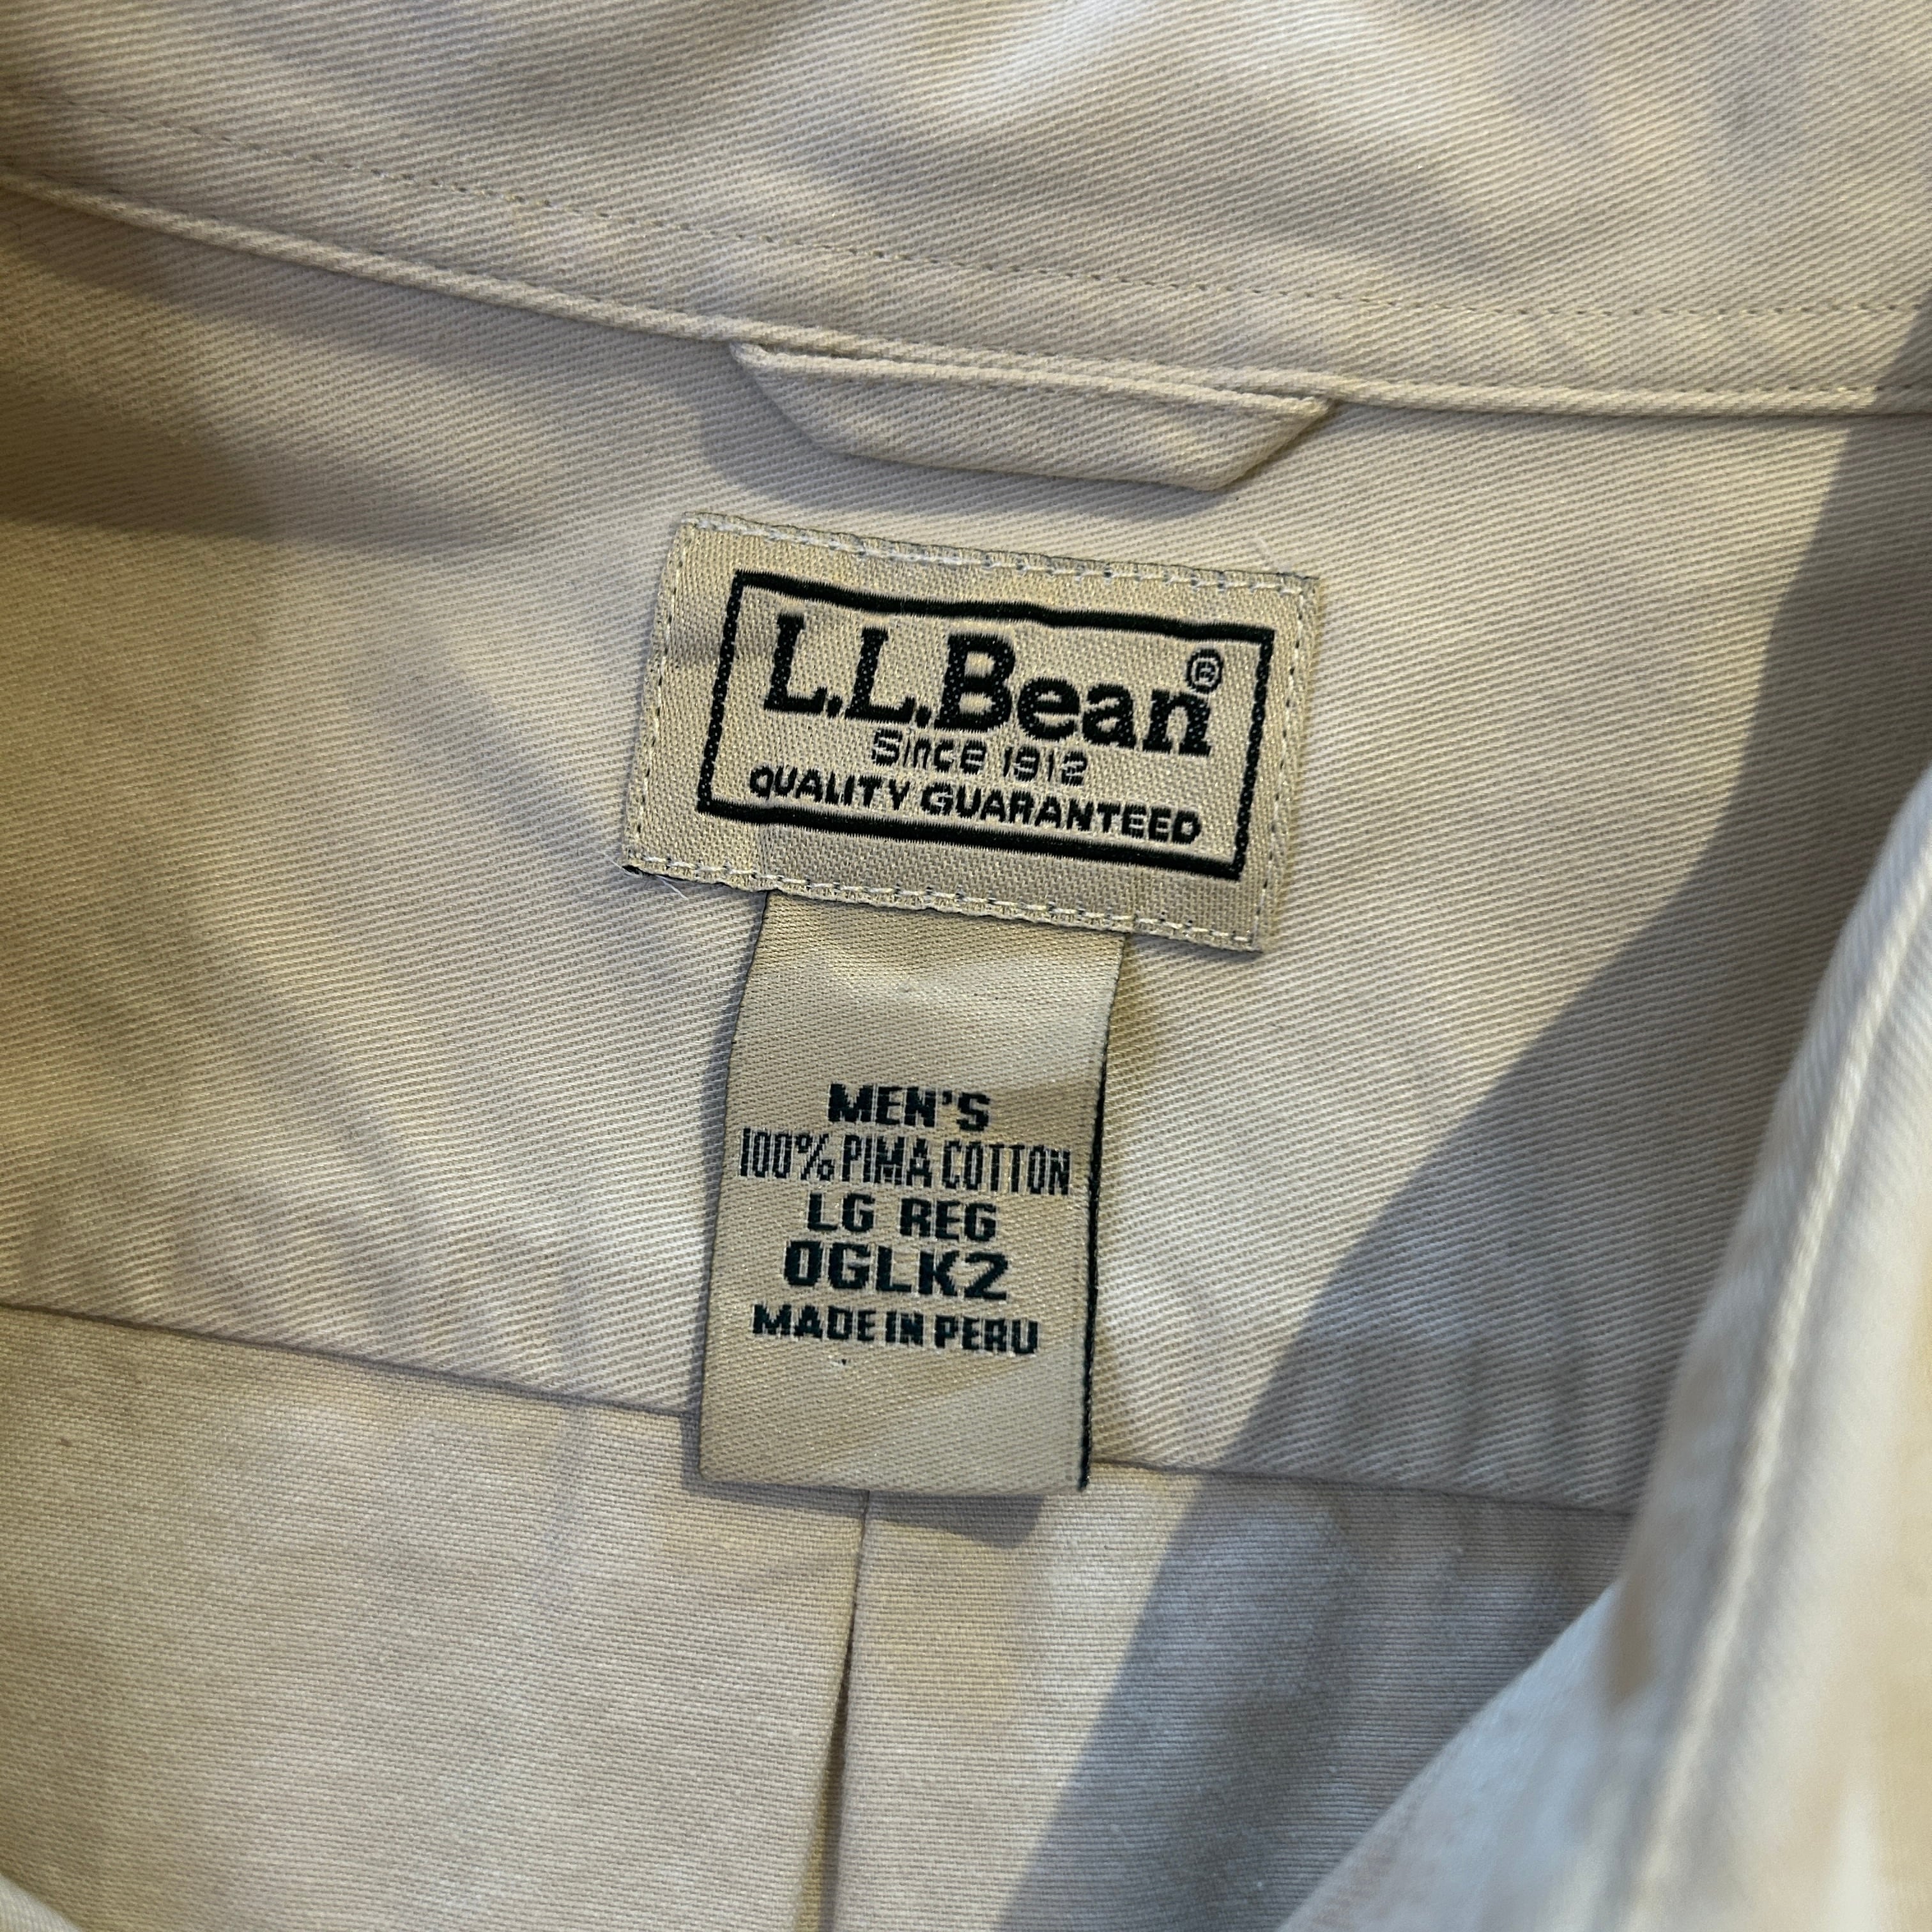 L.L.Bean®
Since 1912
QUALITY GUARANTEED
MEN'S
100% PIMA COTTON
LG REG
0GLK2
MADE IN PERU